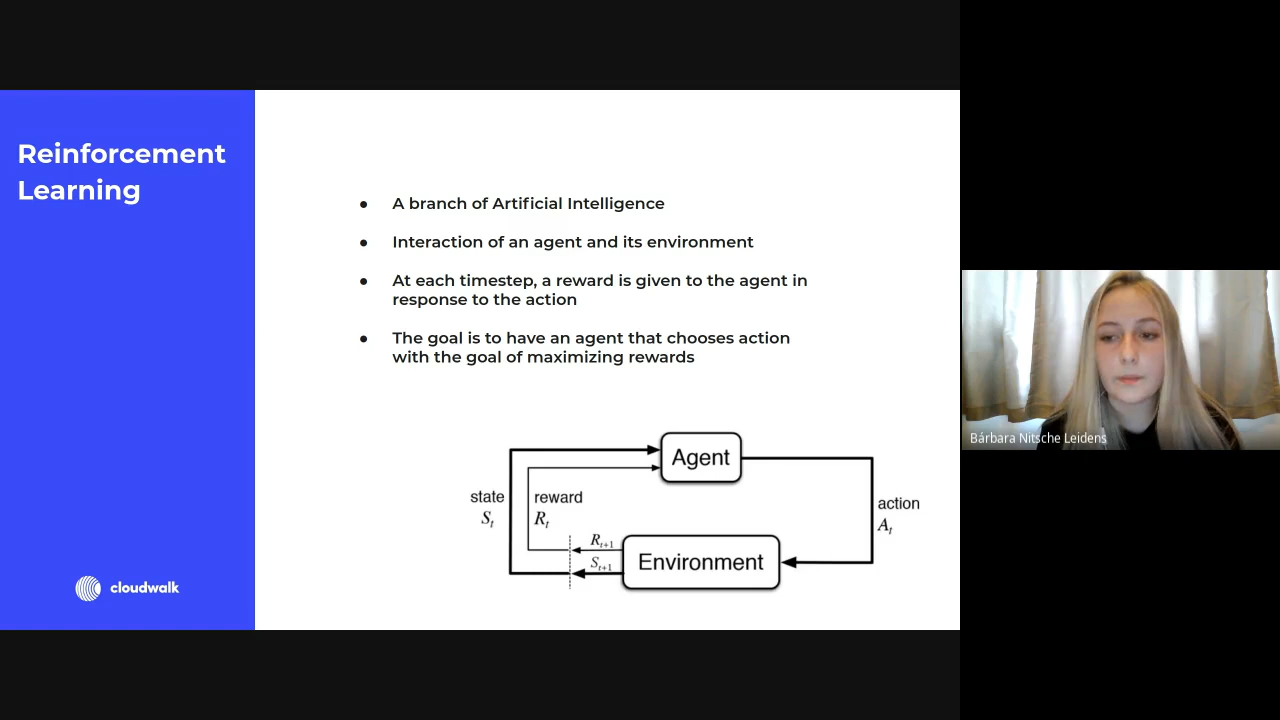 Reinforcement
Learning
● A branch of Artificial Intelligence
● Interaction of an agent and its environment
● At each timestep, a reward is given to the agent in
response to the action
● The goal is to have an agent that chooses action
with the goal of maximizing rewards
Agent
state
S_t
reward
R_t
action
A_t
R_{t+1}
S_{t+1}
Environment
cloudwalk
Bárbara Nitsche Leidens